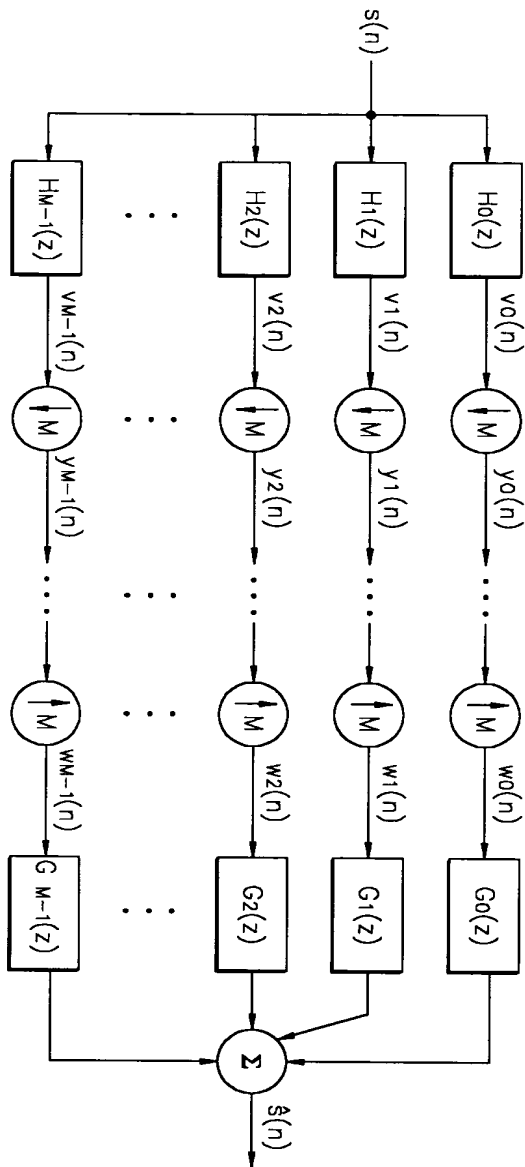 s(n)
H0(z) v0(n) ↓M y0(n) ... ↑M w0(n) G0(z)
H1(z) v1(n) ↓M y1(n) ... ↑M w1(n) G1(z)
H2(z) v2(n) ↓M y2(n) ... ↑M w2(n) G2(z)
HM-1(z) vM-1(n) ↓M yM-1(n) ... ↑M wM-1(n) G M-1(z)
Σ
ŝ(n)